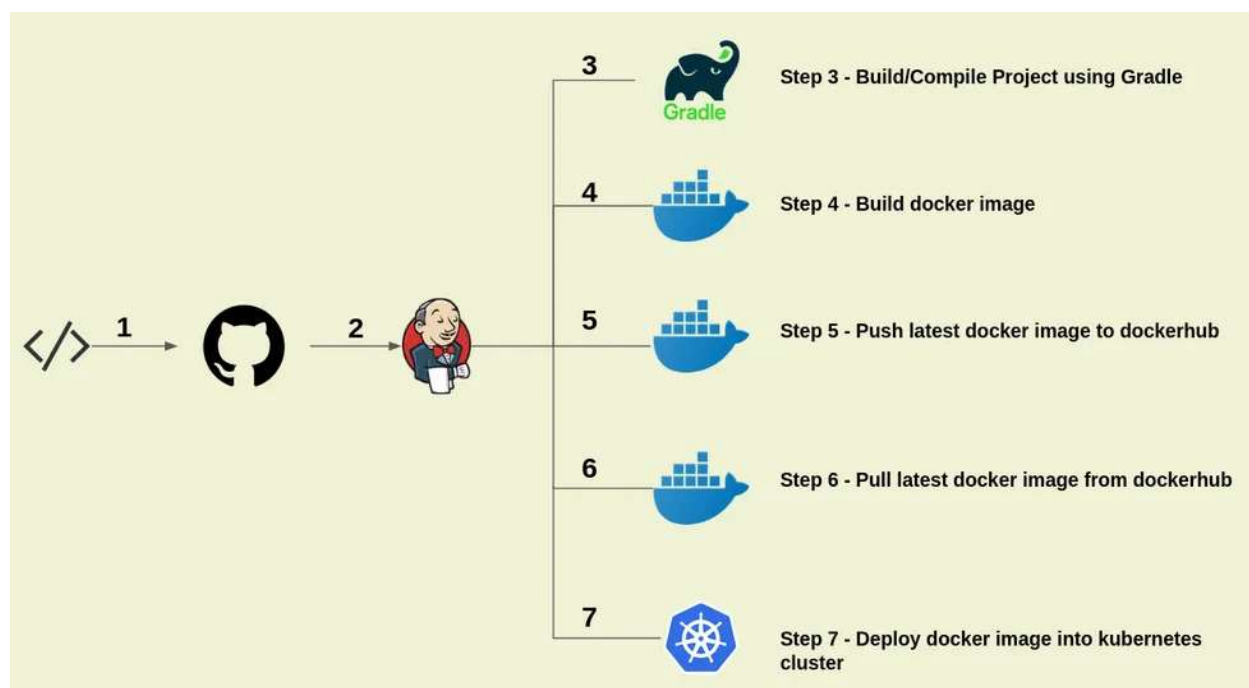 3
Gradle
Step 3 - Build/Compile Project using Gradle
4
Step 4 - Build docker image
1
2
5
Step 5 - Push latest docker image to dockerhub
6
Step 6 - Pull latest docker image from dockerhub
7
Step 7 - Deploy docker image into kubernetes
cluster